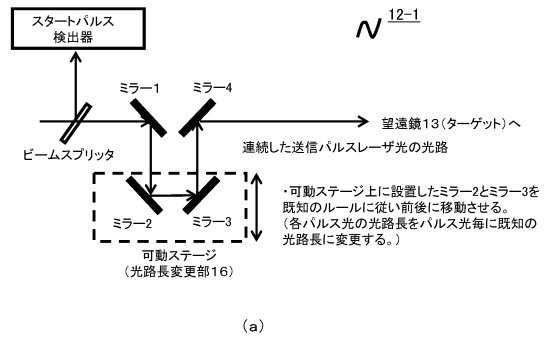 スタートパルス
検出器
12-1
ミラー1
ミラー4
ビームスプリッタ
望遠鏡13(ターゲット)へ
連続した送信パルスレーザ光の光路
ミラー2
ミラー3
・可動ステージ上に設置したミラー2とミラー3を
既知のルールに従い前後に移動させる。
(各パルス光の光路長をパルス光毎に既知の
光路長に変更する。)
可動ステージ
(光路長変更部16)
(a)